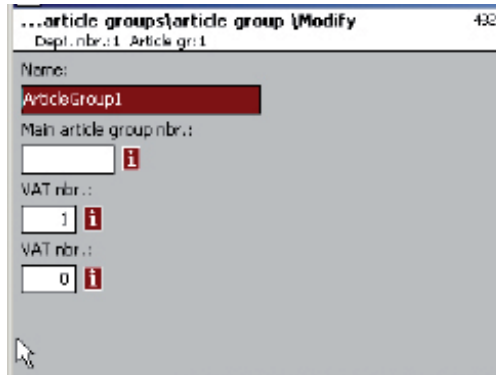 ...article groups\article group \Modify
Dept. nbr.:1 Article gr:1
Name:
ArticleGroup1
Main article group nbr.:
i
VAT nbr.:
1 i
VAT nbr.:
0 i